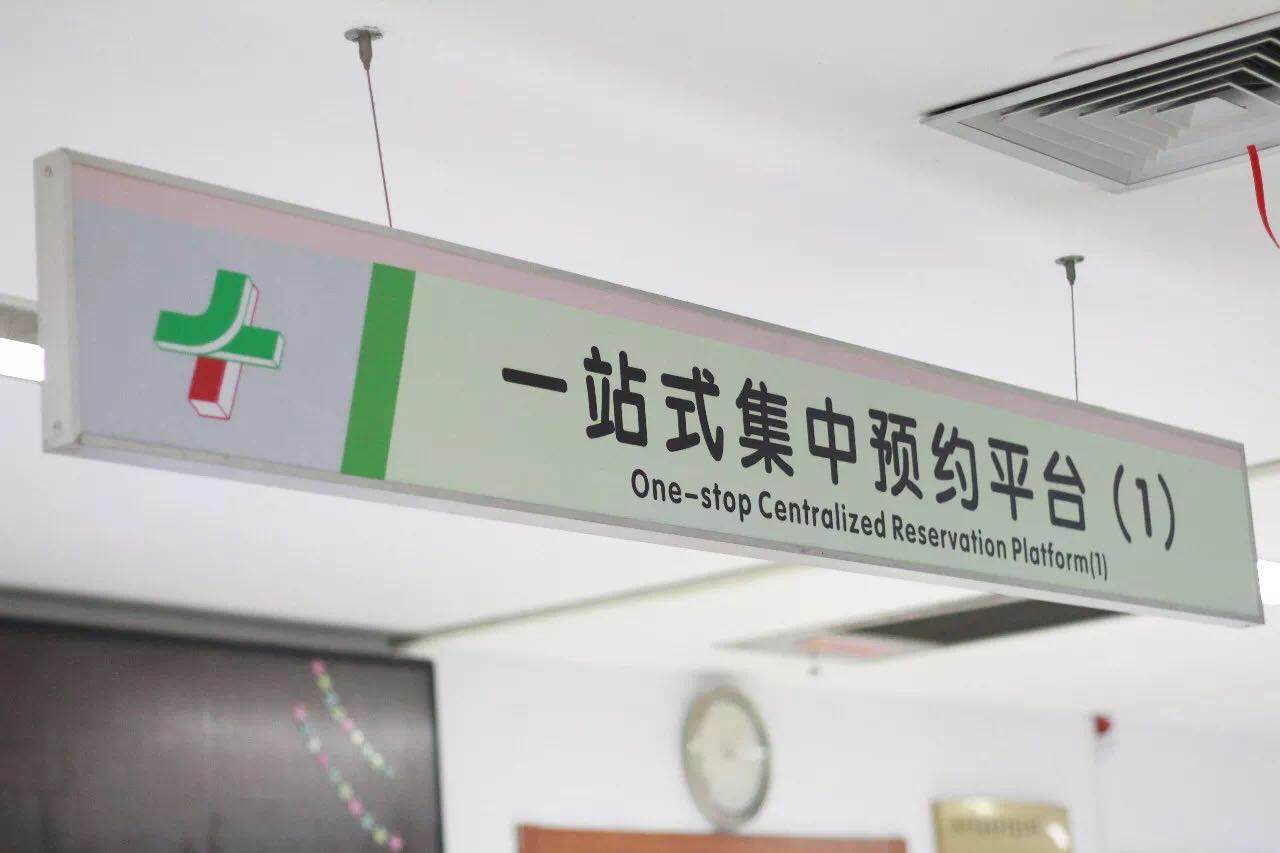 一站式集中预约平台（1）
One-stop Centralized Reservation Platform(1)